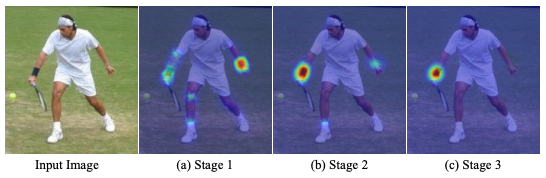 Input Image
(a) Stage 1
(b) Stage 2
(c) Stage 3